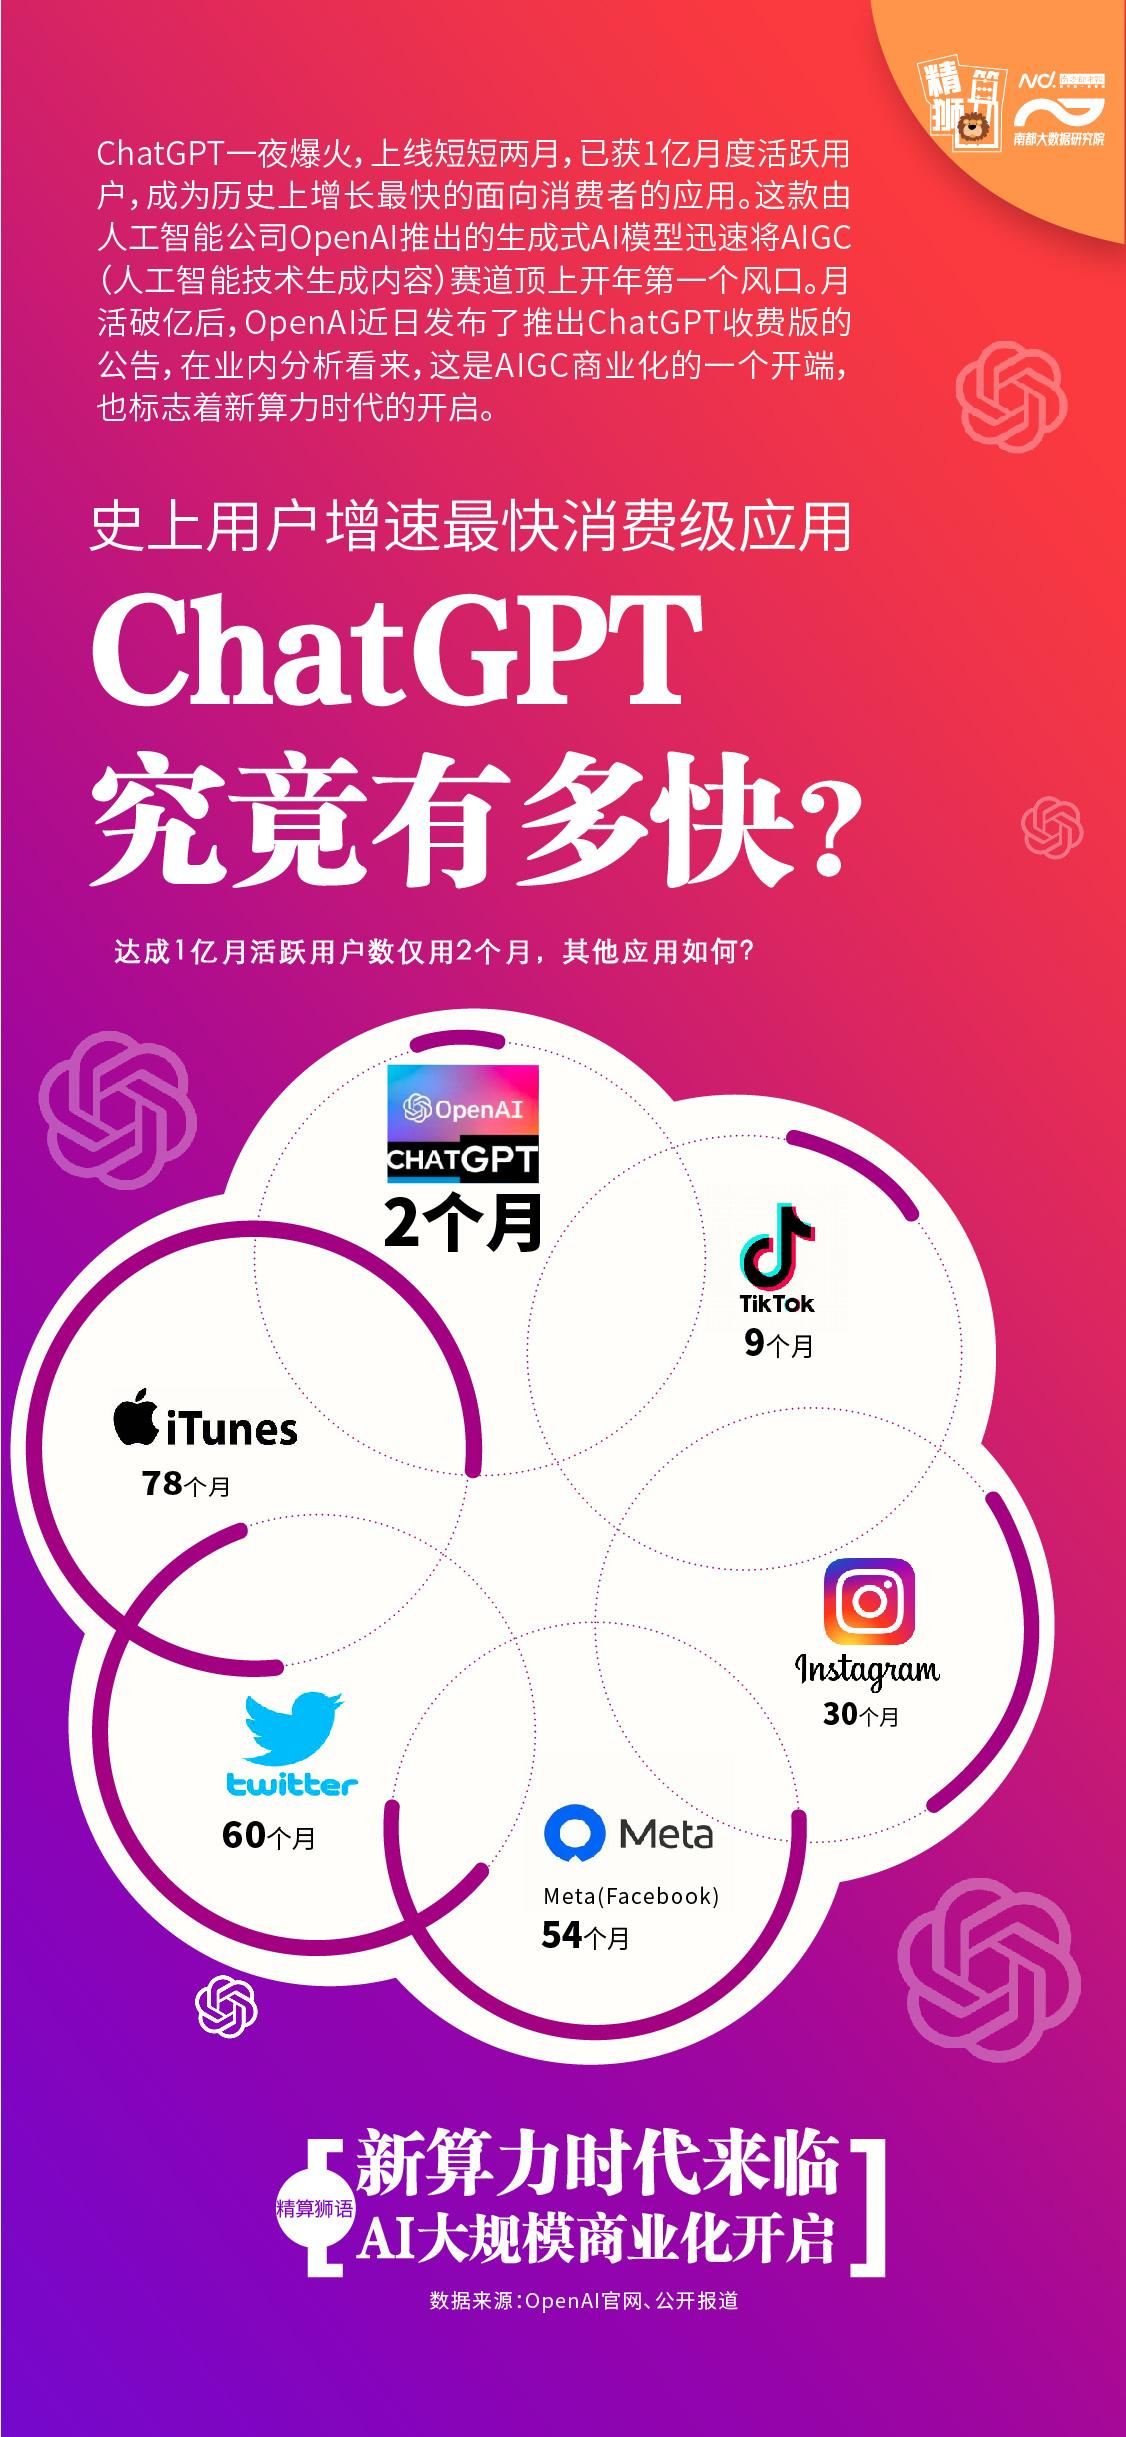 精算狮
Nd. 南方都市报
南都大数据研究院
ChatGPT一夜爆火，上线短短两月，已获1亿月度活跃用
户，成为历史上增长最快的面向消费者的应用。这款由
人工智能公司OpenAI推出的生成式AI模型迅速将AIGC
（人工智能技术生成内容）赛道顶上开年第一个风口。月
活破亿后，OpenAI近日发布了推出ChatGPT收费版的
公告，在业内分析看来，这是AIGC商业化的一个开端，
也标志着新算力时代的开启。
史上用户增速最快消费级应用
ChatGPT
究竟有多快？
达成1亿月活跃用户数仅用2个月，其他应用如何？
OpenAI
CHATGPT
2个月
TikTok
9个月
iTunes
78个月
Instagram
30个月
twitter
60个月
Meta
Meta(Facebook)
54个月
精算狮语
新算力时代来临
AI大规模商业化开启
数据来源：OpenAI官网、公开报道